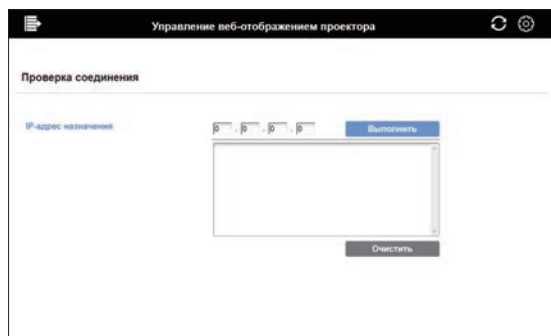 Управление веб-отображением проектора
Проверка соединения
IP-адрес назначения 0 . 0 . 0 . 0 Выполнить
Очистить